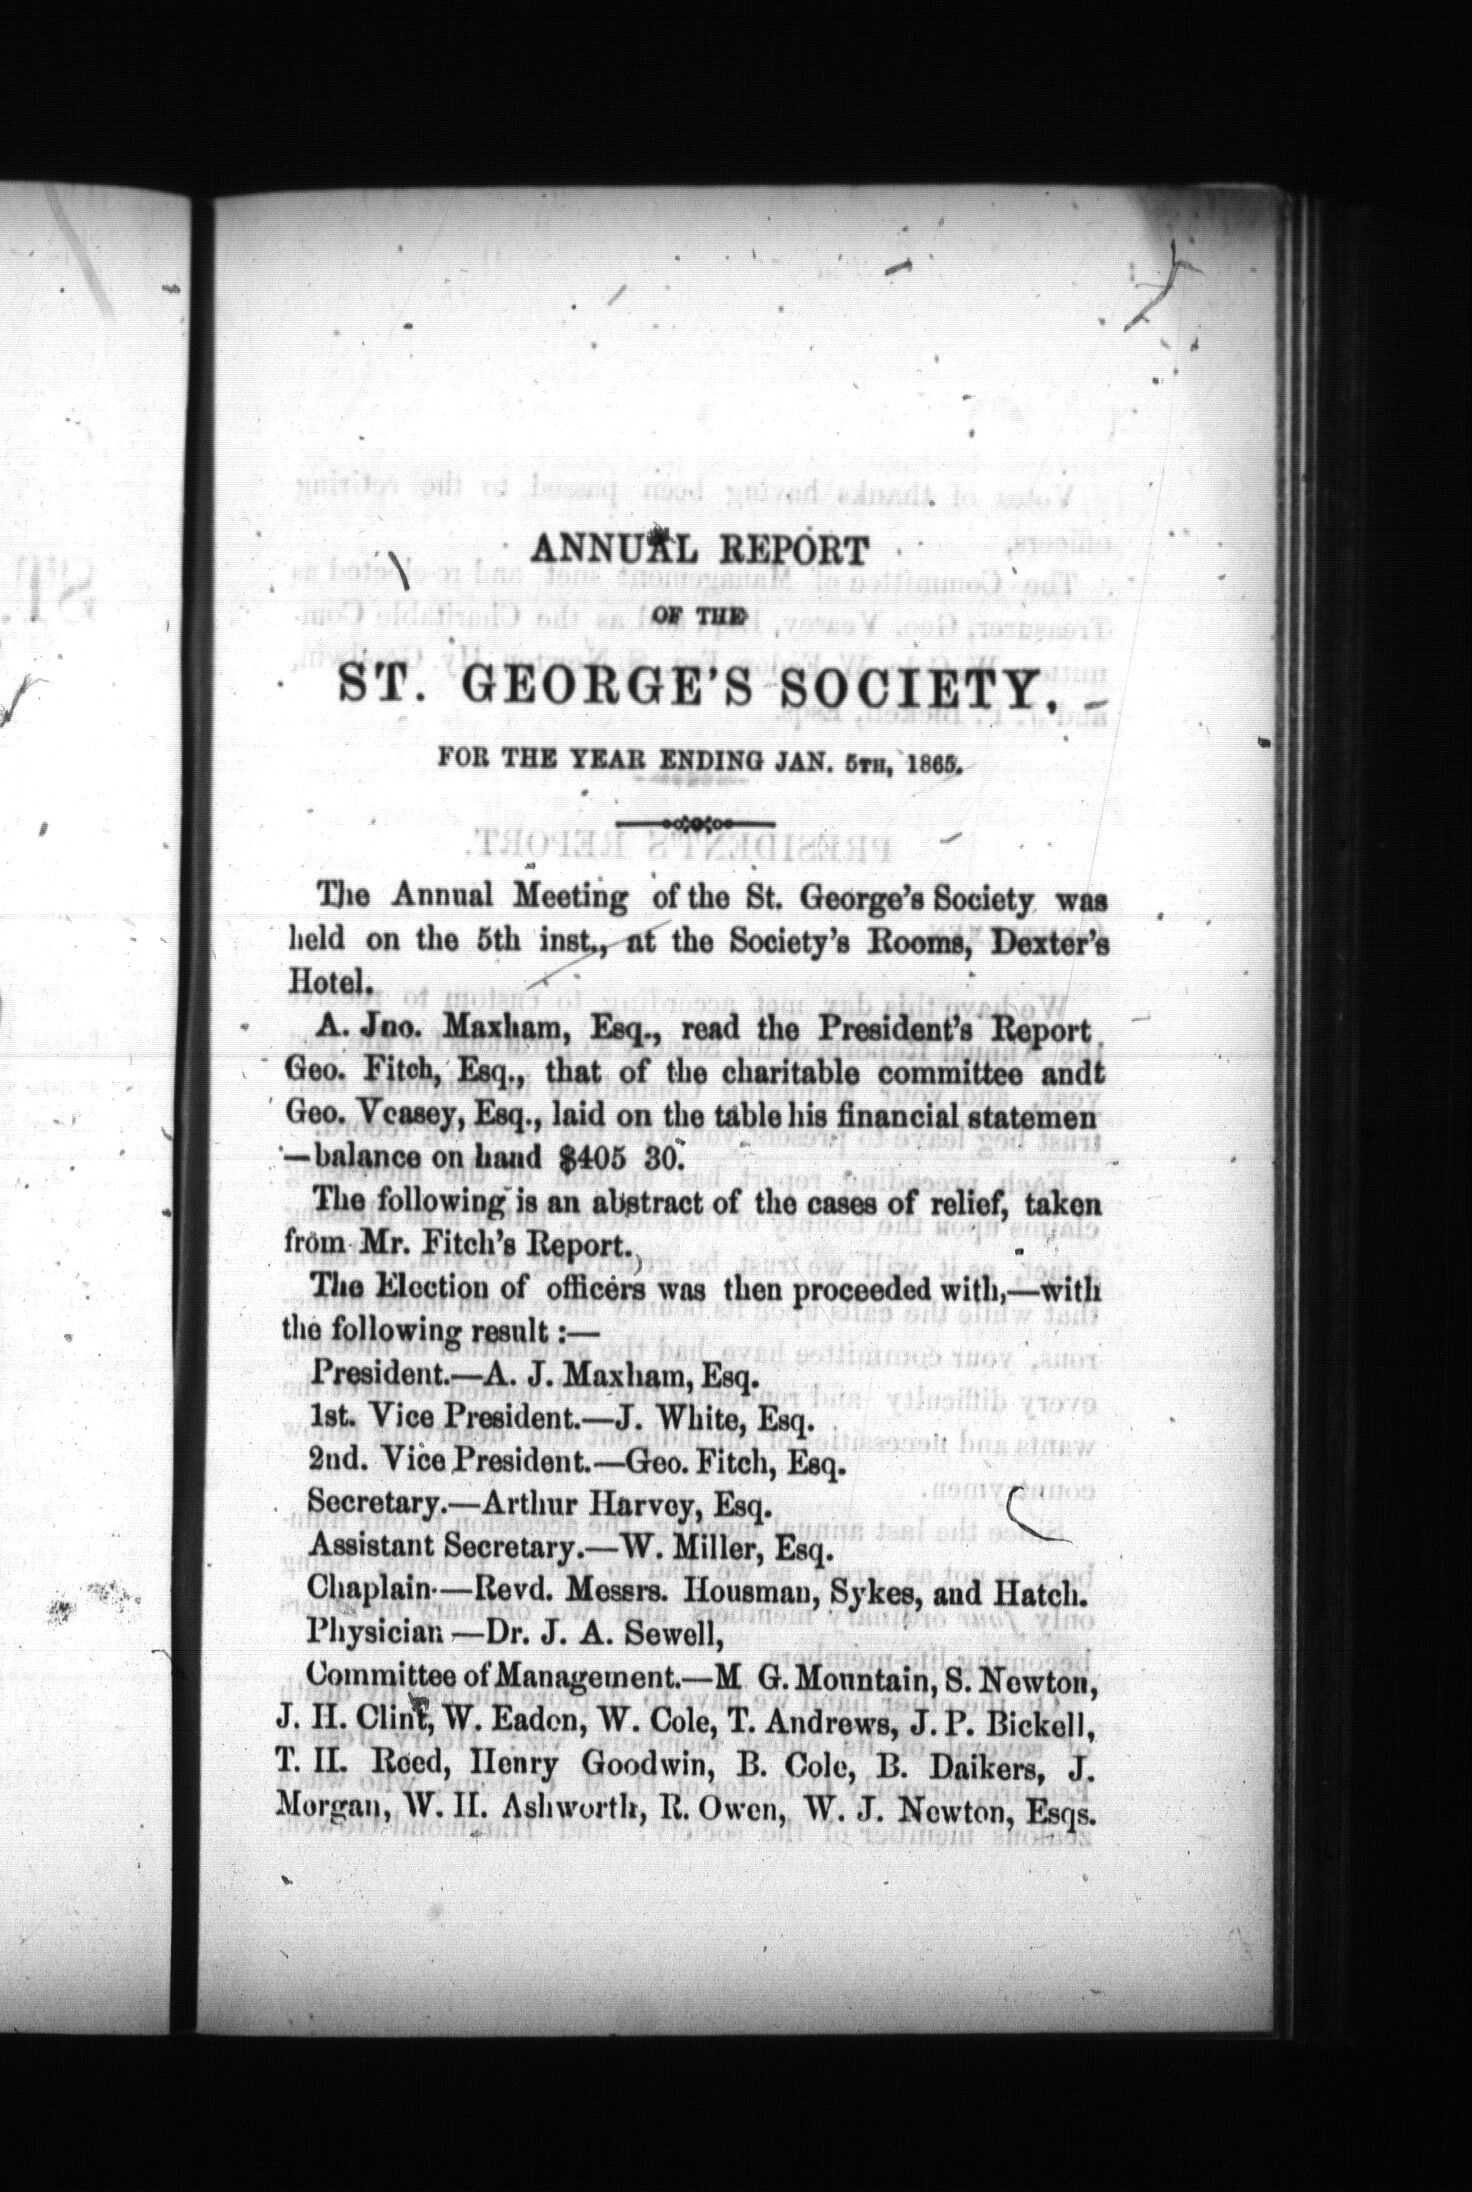 ANNUAL REPORT
OF THE
ST. GEORGE'S SOCIETY.
FOR THE YEAR ENDING JAN. 5TH, 1865.
The Annual Meeting of the St. George's Society was
held on the 5th inst., at the Society's Rooms, Dexter's
Hotel.
A. Jno. Maxham, Esq., read the President's Report
Geo. Fitch, Esq., that of the charitable committee andt
Geo. Veasey, Esq., laid on the table his financial statemen
—balance on hand $405 30.
The following is an abstract of the cases of relief, taken
from Mr. Fitch's Report.
The Election of officers was then proceeded with,—with
the following result :—
President.—A. J. Maxham, Esq.
1st. Vice President.—J. White, Esq.
2nd. Vice President.—Geo. Fitch, Esq.
Secretary.—Arthur Harvey, Esq.
Assistant Secretary.—W. Miller, Esq.
Chaplain.—Revd. Messrs. Housman, Sykes, and Hatch.
Physician—Dr. J. A. Sewell,
Committee of Management.—M G. Mountain, S. Newton,
J. H. Clint, W. Eaden, W. Cole, T. Andrews, J. P. Bickell,
T. H. Reed, Henry Goodwin, B. Cole, B. Daikers, J.
Morgan, W. H. Ashworth, R. Owen, W. J. Newton, Esqs.